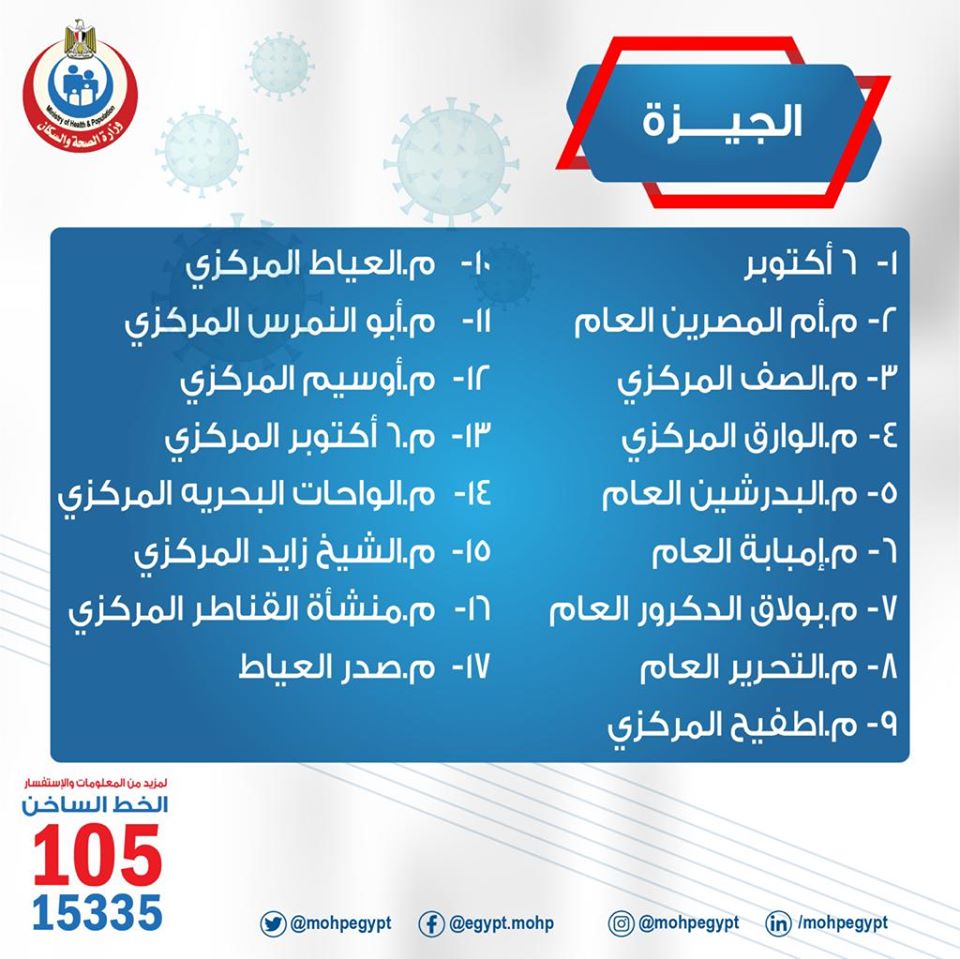 Ministry of Health & Population
وزارة الصحة والسكان
الجيزة
١- ٦ أكتوبر
٢- م.أم المصرين العام
٣- م.الصف المركزي
٤- م.الوارق المركزي
٥- م.البدرشين العام
٦- م.إمبابة العام
٧- م.بولاق الدكرور العام
٨- م.التحرير العام
٩- م.اطفيح المركزي
١٠- م.العياط المركزي
١١- م.أبو النمرس المركزي
١٢- م.أوسيم المركزي
١٣- م.٦ أكتوبر المركزي
١٤- م.الواحات البحريه المركزي
١٥- م.الشيخ زايد المركزي
١٦- م.منشأة القناطر المركزي
١٧- م.صدر العياط
لمزيد من المعلومات والإستفسار
الخط الساخن
105
15335
@mohpegypt
@egypt.mohp
@mohpegypt
/mohpegypt